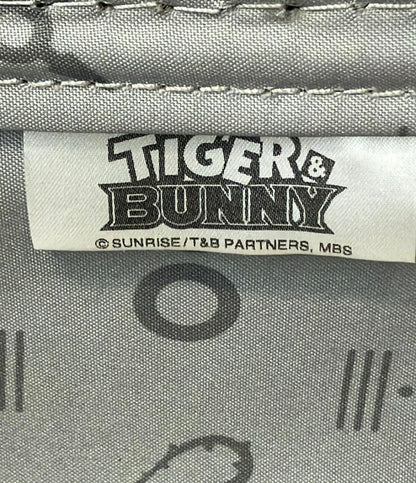 TIGER &
BUNNY
© SUNRISE/T&B PARTNERS, MBS